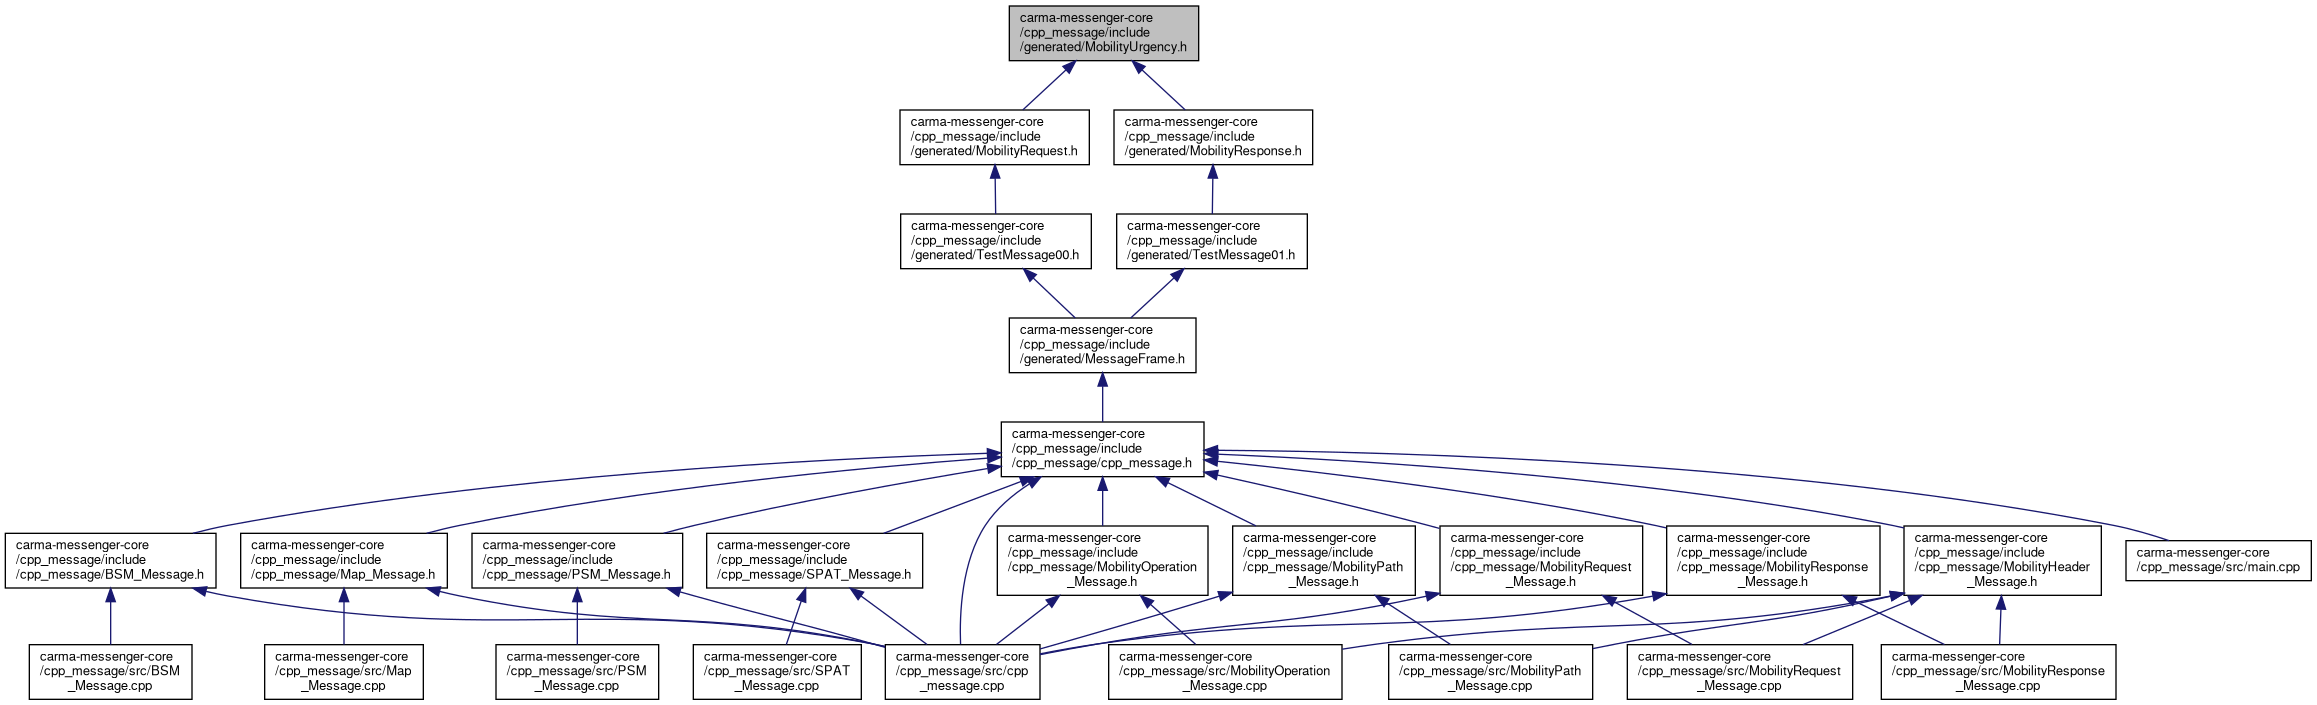 carma-messenger-core
/cpp_message/include
/generated/MobilityUrgency.h
carma-messenger-core
/cpp_message/include
/generated/MobilityRequest.h
carma-messenger-core
/cpp_message/include
/generated/MobilityResponse.h
carma-messenger-core
/cpp_message/include
/generated/TestMessage00.h
carma-messenger-core
/cpp_message/include
/generated/TestMessage01.h
carma-messenger-core
/cpp_message/include
/generated/MessageFrame.h
carma-messenger-core
/cpp_message/include
/cpp_message/cpp_message.h
carma-messenger-core
/cpp_message/include
/cpp_message/BSM_Message.h
carma-messenger-core
/cpp_message/include
/cpp_message/Map_Message.h
carma-messenger-core
/cpp_message/include
/cpp_message/PSM_Message.h
carma-messenger-core
/cpp_message/include
/cpp_message/SPAT_Message.h
carma-messenger-core
/cpp_message/include
/cpp_message/MobilityOperation
_Message.h
carma-messenger-core
/cpp_message/include
/cpp_message/MobilityPath
_Message.h
carma-messenger-core
/cpp_message/include
/cpp_message/MobilityRequest
_Message.h
carma-messenger-core
/cpp_message/include
/cpp_message/MobilityResponse
_Message.h
carma-messenger-core
/cpp_message/include
/cpp_message/MobilityHeader
_Message.h
carma-messenger-core
/cpp_message/src/main.cpp
carma-messenger-core
/cpp_message/src/BSM
_Message.cpp
carma-messenger-core
/cpp_message/src/Map
_Message.cpp
carma-messenger-core
/cpp_message/src/PSM
_Message.cpp
carma-messenger-core
/cpp_message/src/SPAT
_Message.cpp
carma-messenger-core
/cpp_message/src/cpp
_message.cpp
carma-messenger-core
/cpp_message/src/MobilityOperation
_Message.cpp
carma-messenger-core
/cpp_message/src/MobilityPath
_Message.cpp
carma-messenger-core
/cpp_message/src/MobilityRequest
_Message.cpp
carma-messenger-core
/cpp_message/src/MobilityResponse
_Message.cpp